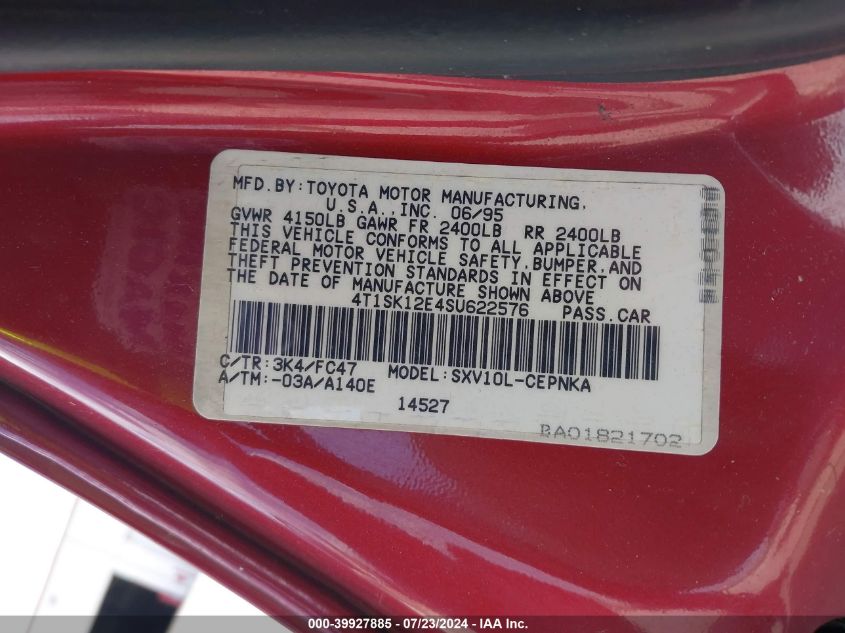 MFD. BY: TOYOTA MOTOR MANUFACTURING,
U.S.A., INC. 06/95
GVWR 4150LB GAWR FR 2400LB RR 2400LB
THIS VEHICLE CONFORMS TO ALL APPLICABLE
FEDERAL MOTOR VEHICLE SAFETY, BUMPER, AND
THEFT PREVENTION STANDARDS IN EFFECT ON
THE DATE OF MANUFACTURE SHOWN ABOVE
4T1SK12E4SU622576 PASS. CAR
C/TR: 3K4/FC47 MODEL: SXV10L-CEPNKA
A/TM: -03A/A140E
14527
BA01821702
000-39927885 - 07/23/2024 - IAA, Inc.